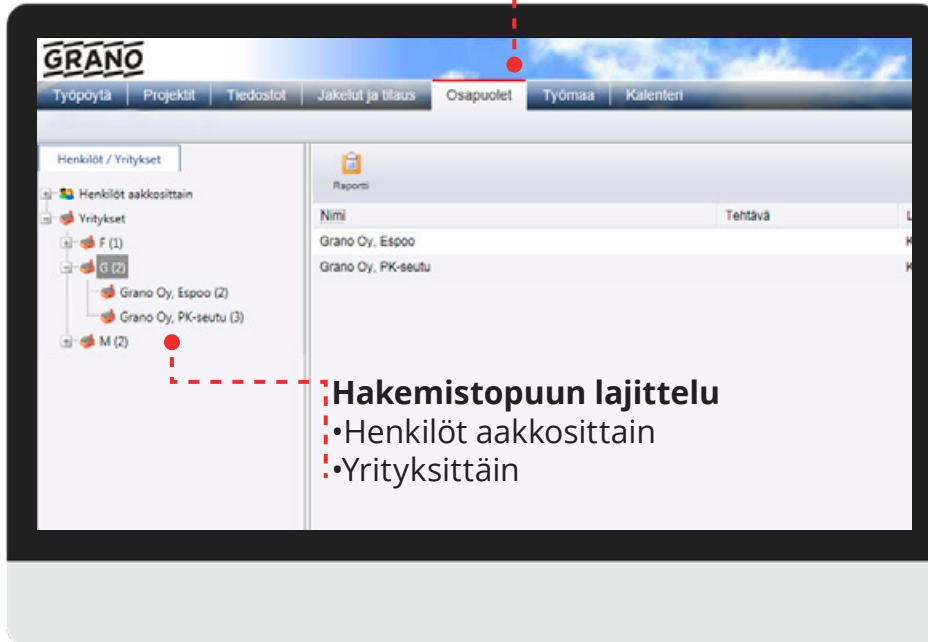 GRANO
Työpöytä Projektit Tiedostot Jakelut ja tilaus Osapuolet Työmaa Kalenteri
Henkilöt / Yritykset
Raportti
Henkilöt aakkosittain
Yritykset
F (1)
G (2)
Grano Oy, Espoo (2)
Grano Oy, PK-seutu (3)
M (2)
Nimi Tehtävä L
Grano Oy, Espoo K
Grano Oy, PK-seutu K
Hakemistopuun lajittelu
•Henkilöt aakkosittain
•Yrityksittäin